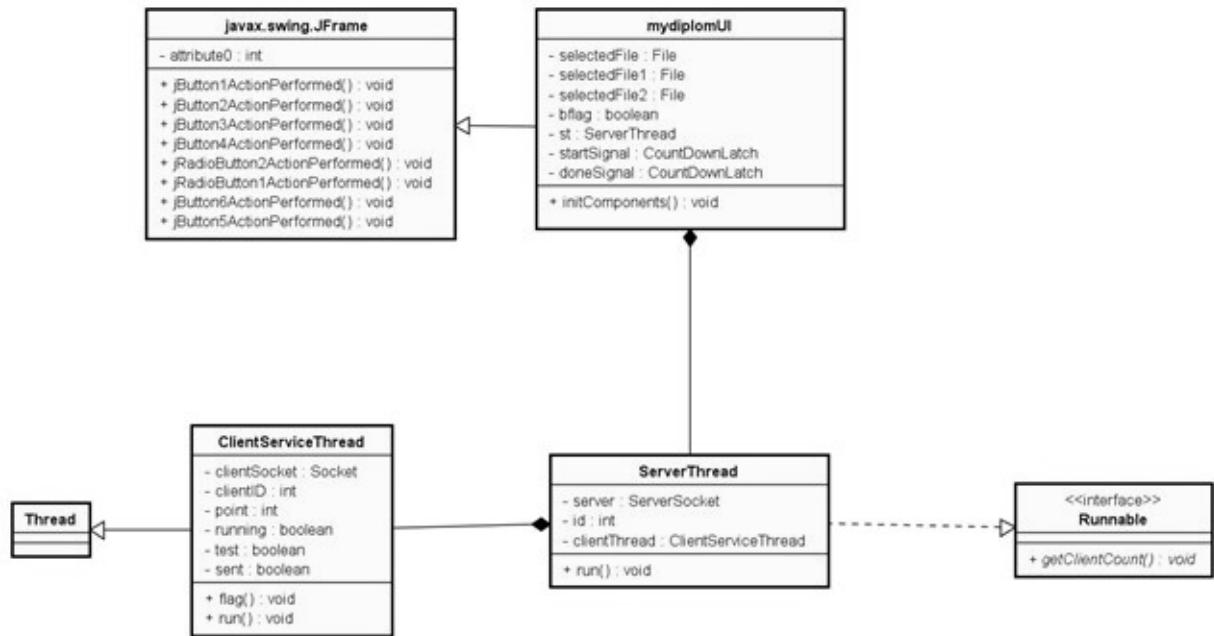 javax.swing.JFrame
- attribute0 : int
+ jButton1ActionPerformed() : void
+ jButton2ActionPerformed() : void
+ jButton3ActionPerformed() : void
+ jButton4ActionPerformed() : void
+ jRadioButton2ActionPerformed() : void
+ jRadioButton1ActionPerformed() : void
+ jButton6ActionPerformed() : void
+ jButton5ActionPerformed() : void
mydiplomUI
- selectedFile : File
- selectedFile1 : File
- selectedFile2 : File
- bflag : boolean
- st : ServerThread
- startSignal : CountDownLatch
- doneSignal : CountDownLatch
+ initComponents() : void
Thread
ClientServiceThread
- clientSocket : Socket
- clientID : int
- point : int
- running : boolean
- test : boolean
- sent : boolean
+ flag() : void
+ run() : void
ServerThread
- server : ServerSocket
- id : int
- clientThread : ClientServiceThread
+ run() : void
<<interface>>
Runnable
+ getClientCount() : void